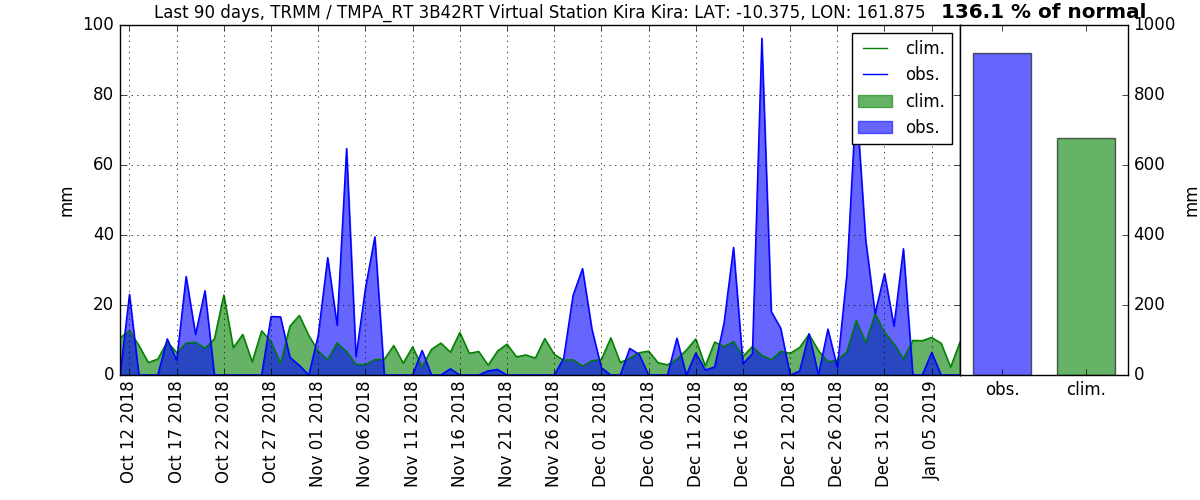 Last 90 days, TRMM / TMPA_RT 3B42RT Virtual Station Kira Kira: LAT: -10.375, LON: 161.875 136.1 % of normal
100
80
60
40
20
0
mm
clim.
obs.
clim.
obs.
1000
800
600
400
200
0
mm
Oct 12 2018
Oct 17 2018
Oct 22 2018
Oct 27 2018
Nov 01 2018
Nov 06 2018
Nov 11 2018
Nov 16 2018
Nov 21 2018
Nov 26 2018
Dec 01 2018
Dec 06 2018
Dec 11 2018
Dec 16 2018
Dec 21 2018
Dec 26 2018
Dec 31 2018
Jan 05 2019
obs. clim.